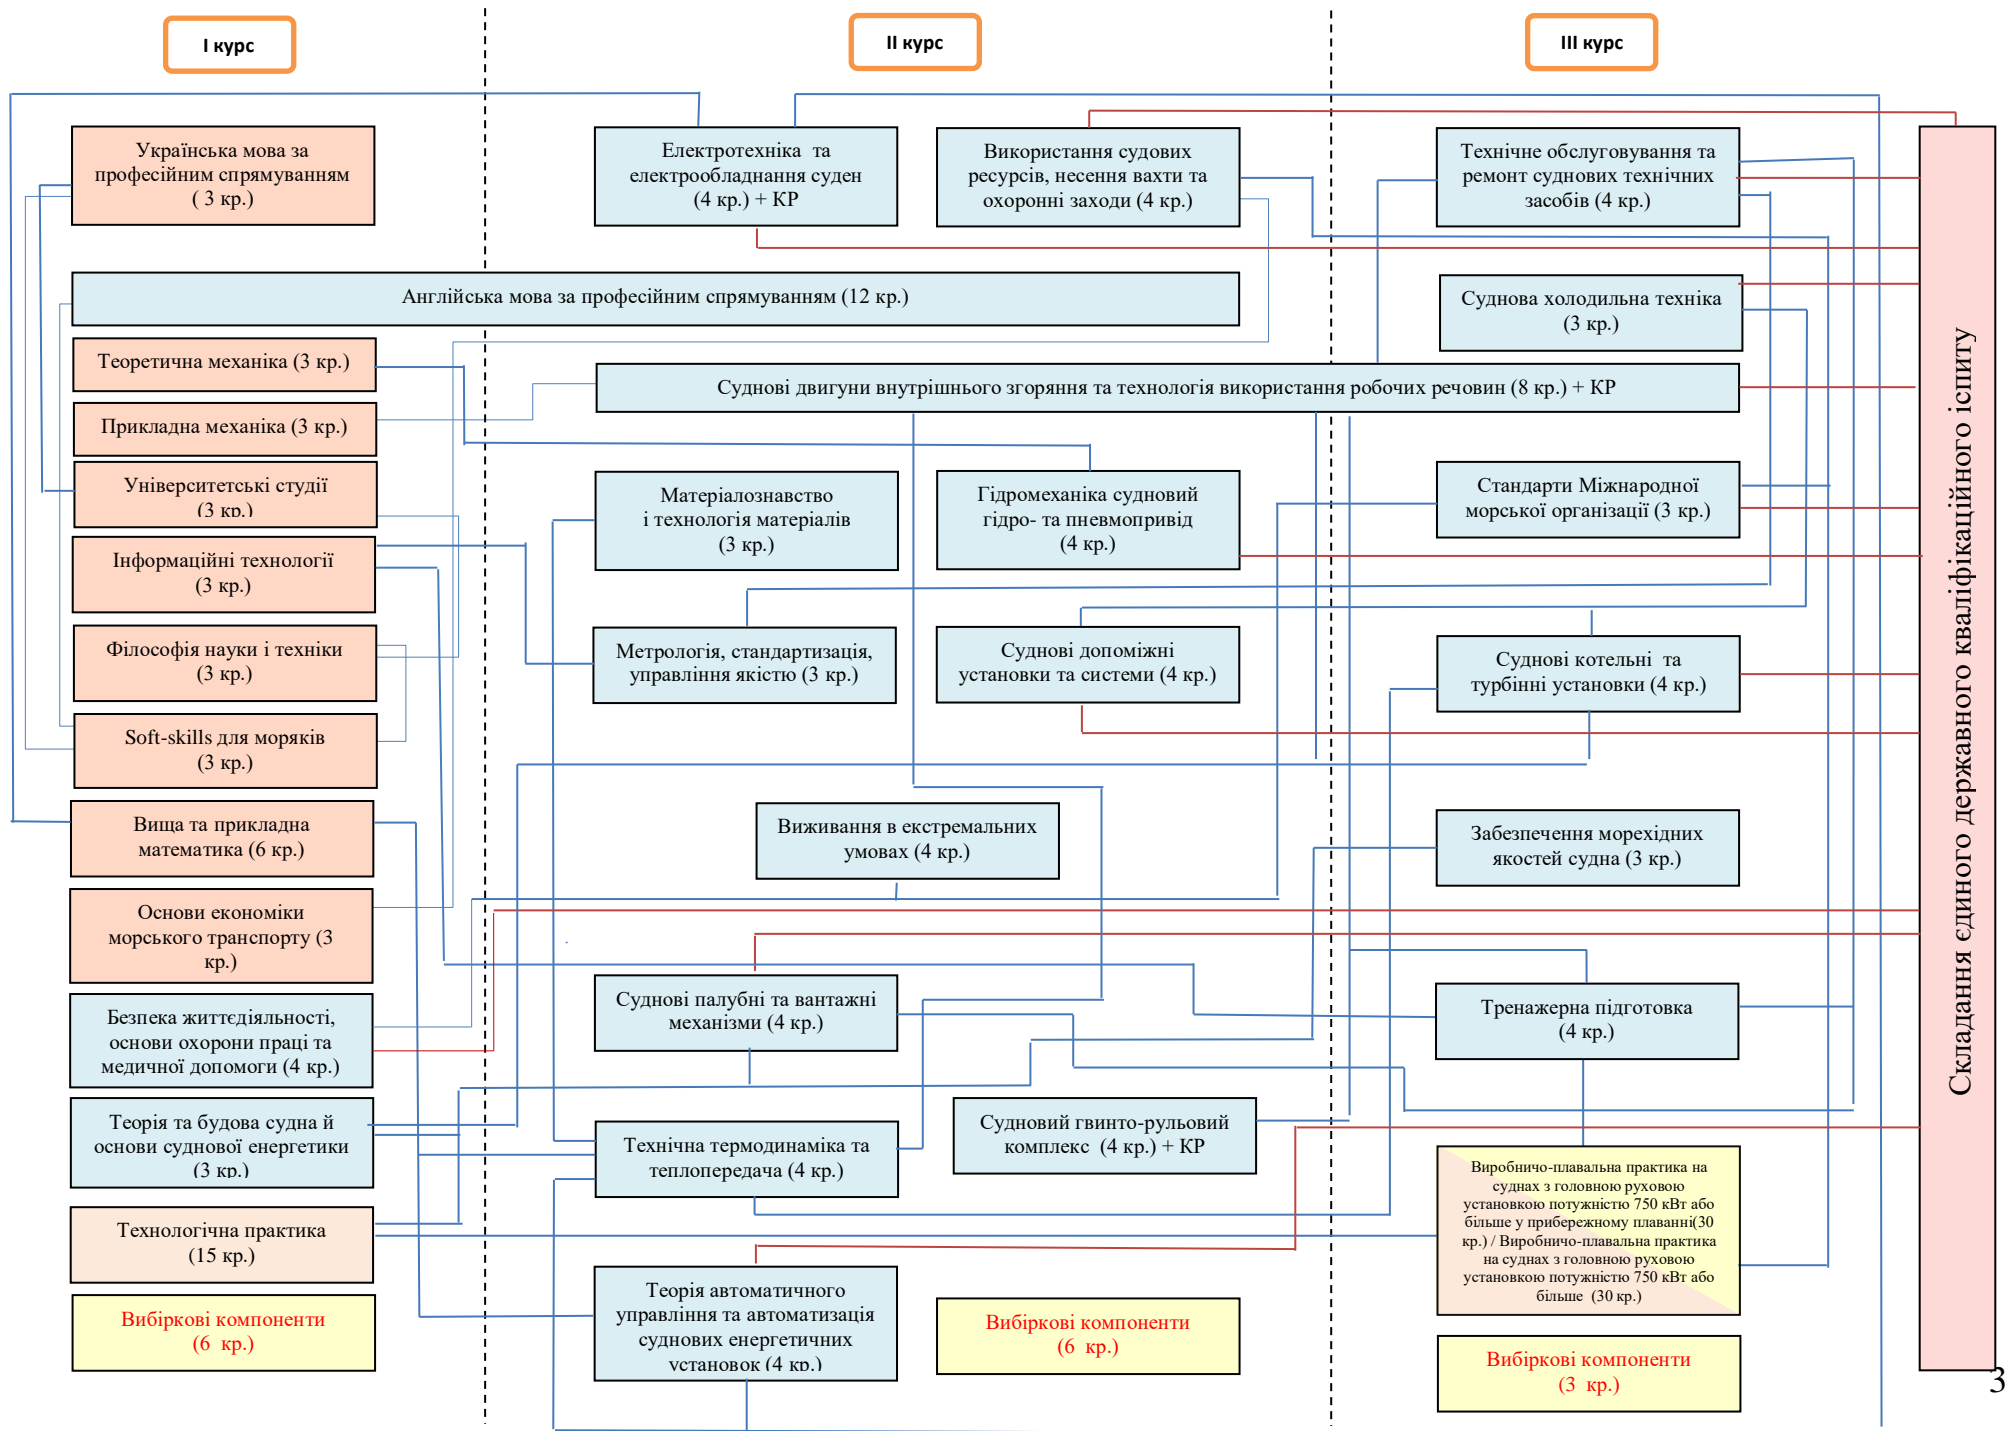 І курс
ІІ курс
ІІІ курс
Українська мова за
професійним спрямуванням
( 3 кр.)
Електротехніка та
електрообладнання суден
(4 кр.) + КР
Використання судових
ресурсів, несення вахти та
охоронні заходи (4 кр.)
Технічне обслуговування та
ремонт суднових технічних
засобів (4 кр.)
Англійська мова за професійним спрямуванням (12 кр.)
Суднова холодильна техніка
(3 кр.)
Теоретична механіка (3 кр.)
Суднові двигуни внутрішнього згоряння та технологія використання робочих речовин (8 кр.) + КР
Прикладна механіка (3 кр.)
Університетські студії
(3 кр.)
Матеріалознавство
і технологія матеріалів
(3 кр.)
Гідромеханіка судновий
гідро- та пневмопривід
(4 кр.)
Стандарти Міжнародної
морської організації (3 кр.)
Інформаційні технології
(3 кр.)
Філософія науки і техніки
(3 кр.)
Метрологія, стандартизація,
управління якістю (3 кр.)
Суднові допоміжні
установки та системи (4 кр.)
Суднові котельні та
турбінні установки (4 кр.)
Soft-skills для моряків
(3 кр.)
Вища та прикладна
математика (6 кр.)
Виживання в екстремальних
умовах (4 кр.)
Забезпечення морехідних
якостей судна (3 кр.)
Основи економіки
морського транспорту (3
кр.)
Суднові палубні та вантажні
механізми (4 кр.)
Тренажерна підготовка
(4 кр.)
Безпека життєдіяльності,
основи охорони праці та
медичної допомоги (4 кр.)
Теорія та будова судна й
основи суднової енергетики
(3 кр.)
Технічна термодинаміка та
теплопередача (4 кр.)
Судновий гвинто-рульовий
комплекс (4 кр.) + КР
Виробничо-плавальна практика на
суднах з головною руховою
установкою потужністю 750 кВт або
більше у прибережному плаванні(30
кр.) / Виробничо-плавальна практика
на суднах з головною руховою
установкою потужністю 750 кВт або
більше (30 кр.)
Технологічна практика
(15 кр.)
Теорія автоматичного
управління та автоматизація
суднових енергетичних
установок (4 кр.)
Вибіркові компоненти
(6 кр.)
Вибіркові компоненти
(6 кр.)
Вибіркові компоненти
(3 кр.)
Складання єдиного державного кваліфікаційного іспиту
3